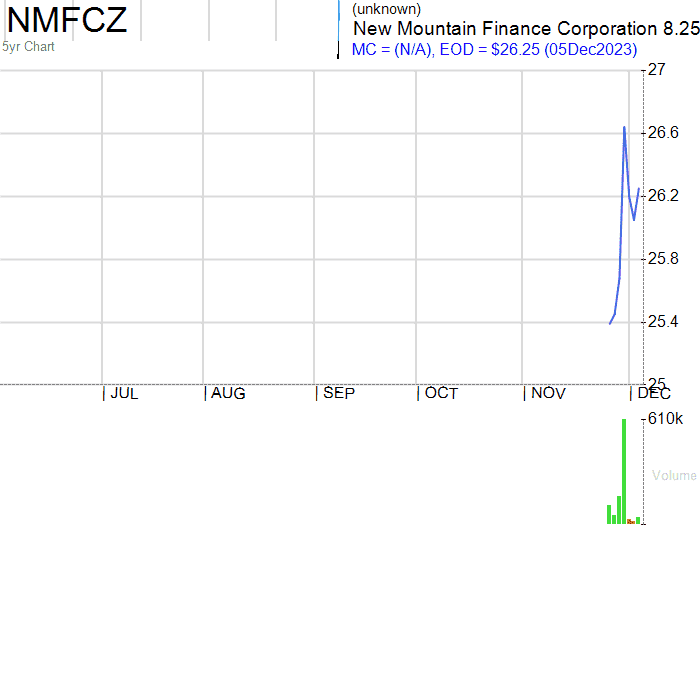 NMFCZ
5yr Chart
(unknown)
New Mountain Finance Corporation 8.25
MC = (N/A), EOD = $26.25 (05Dec2023)
27
26.6
26.2
25.8
25.4
25
JUL AUG SEP OCT NOV DEC
610k
Volume